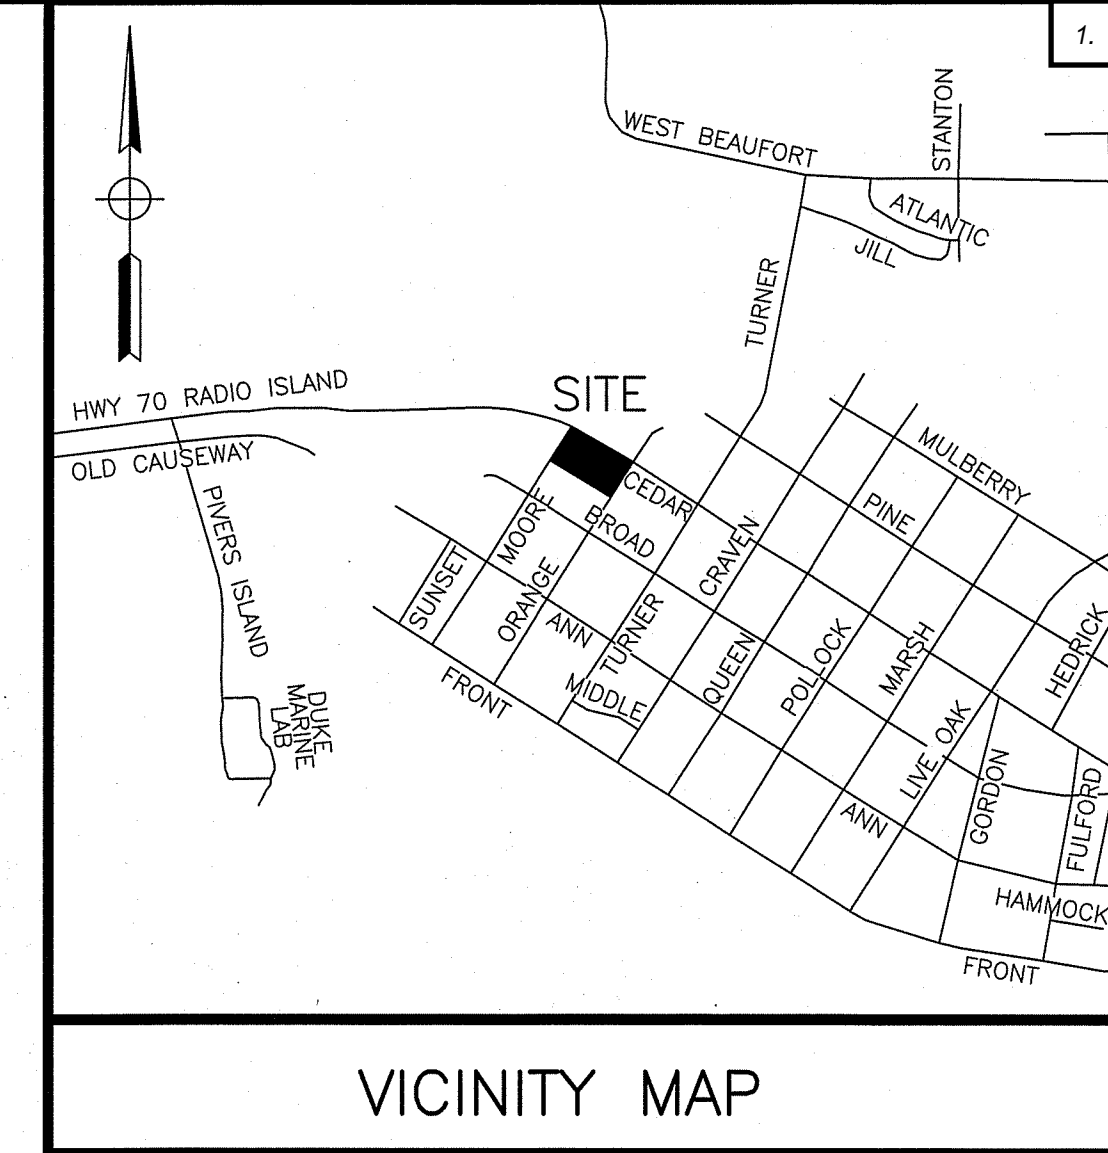 1.
STANTON
WEST BEAUFORT
ATLANTIC
JILL
TURNER
HWY 70 RADIO ISLAND
SITE
OLD CAUSEWAY
MULBERRY
CEDAR
PINE
PIVERS ISLAND
MOORE
BROAD
CRAVEN
SUNSET
ORANGE
ANN
TURNER
QUEEN
POLLOCK
MARSH
HEDRICK
FRONT
MIDDLE
DUKE
MARINE
LAB
LIVE OAK
GORDON
ANN
FULFORD
HAMMOCK
FRONT
VICINITY MAP